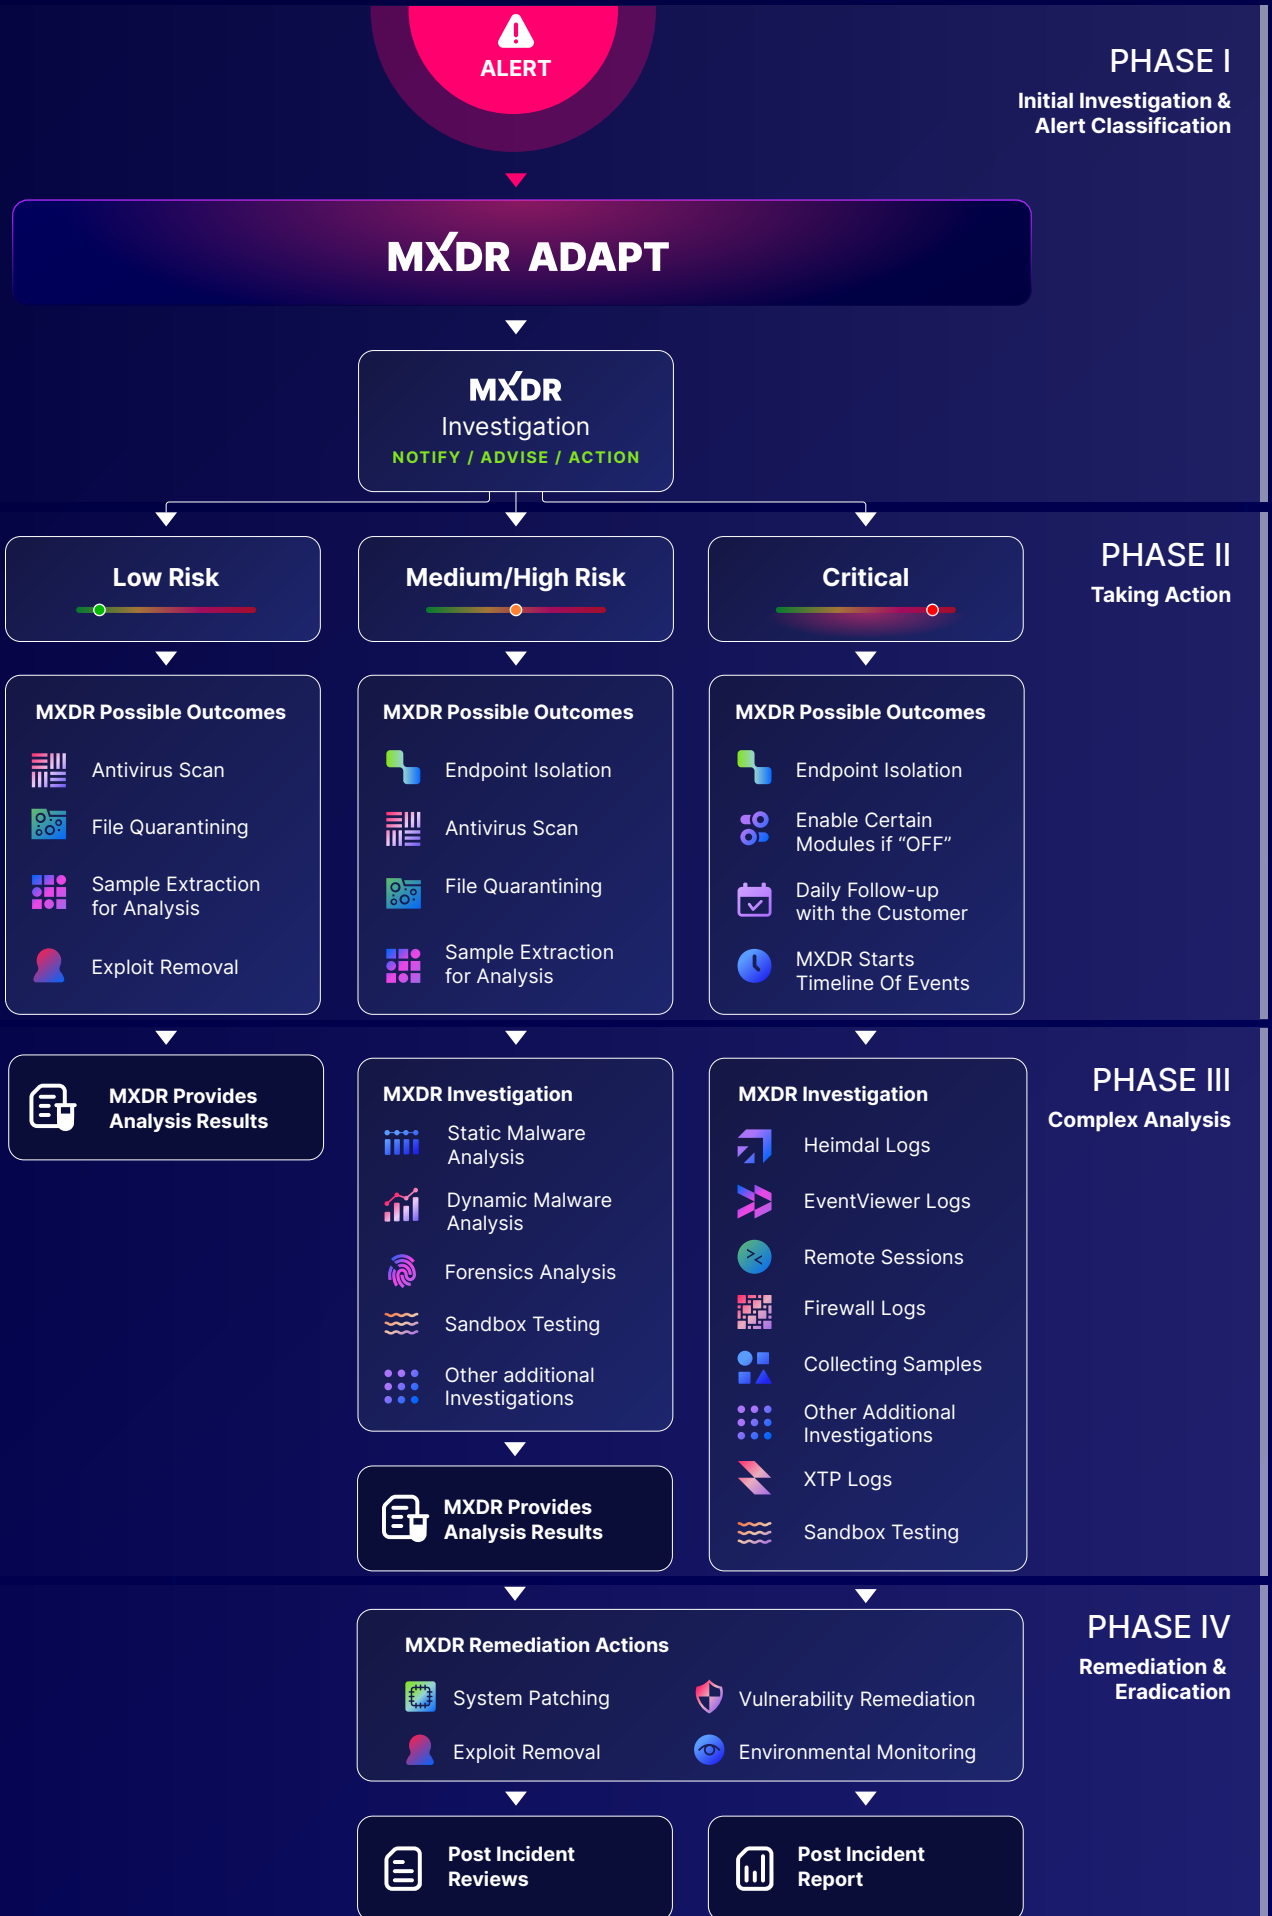 ALERT
PHASE I
Initial Investigation &
Alert Classification
MXDR ADAPT
MXDR
Investigation
NOTIFY / ADVISE / ACTION
PHASE II
Taking Action
Low Risk
Medium/High Risk
Critical
MXDR Possible Outcomes
Antivirus Scan
File Quarantining
Sample Extraction
for Analysis
Exploit Removal
MXDR Possible Outcomes
Endpoint Isolation
Antivirus Scan
File Quarantining
Sample Extraction
for Analysis
MXDR Possible Outcomes
Endpoint Isolation
Enable Certain
Modules if “OFF”
Daily Follow-up
with the Customer
MXDR Starts
Timeline Of Events
PHASE III
Complex Analysis
MXDR Provides
Analysis Results
MXDR Investigation
Static Malware
Analysis
Dynamic Malware
Analysis
Forensics Analysis
Sandbox Testing
Other additional
Investigations
MXDR Provides
Analysis Results
MXDR Investigation
Heimdal Logs
EventViewer Logs
Remote Sessions
Firewall Logs
Collecting Samples
Other Additional
Investigations
XTP Logs
Sandbox Testing
PHASE IV
Remediation &
Eradication
MXDR Remediation Actions
System Patching
Vulnerability Remediation
Exploit Removal
Environmental Monitoring
Post Incident
Reviews
Post Incident
Report